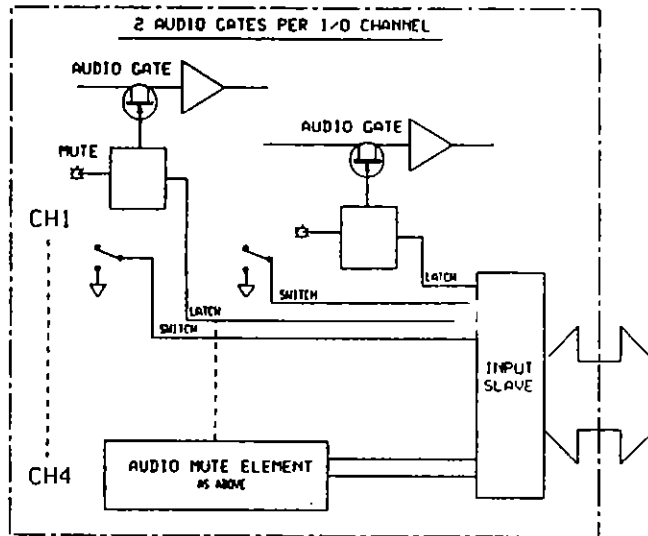 2 AUDIO GATES PER I/O CHANNEL
AUDIO GATE
AUDIO GATE
MUTE
CH1
LATCH
SWITCH
LATCH
SWITCH
INPUT
SLAVE
AUDIO MUTE ELEMENT
AS ABOVE
CH4